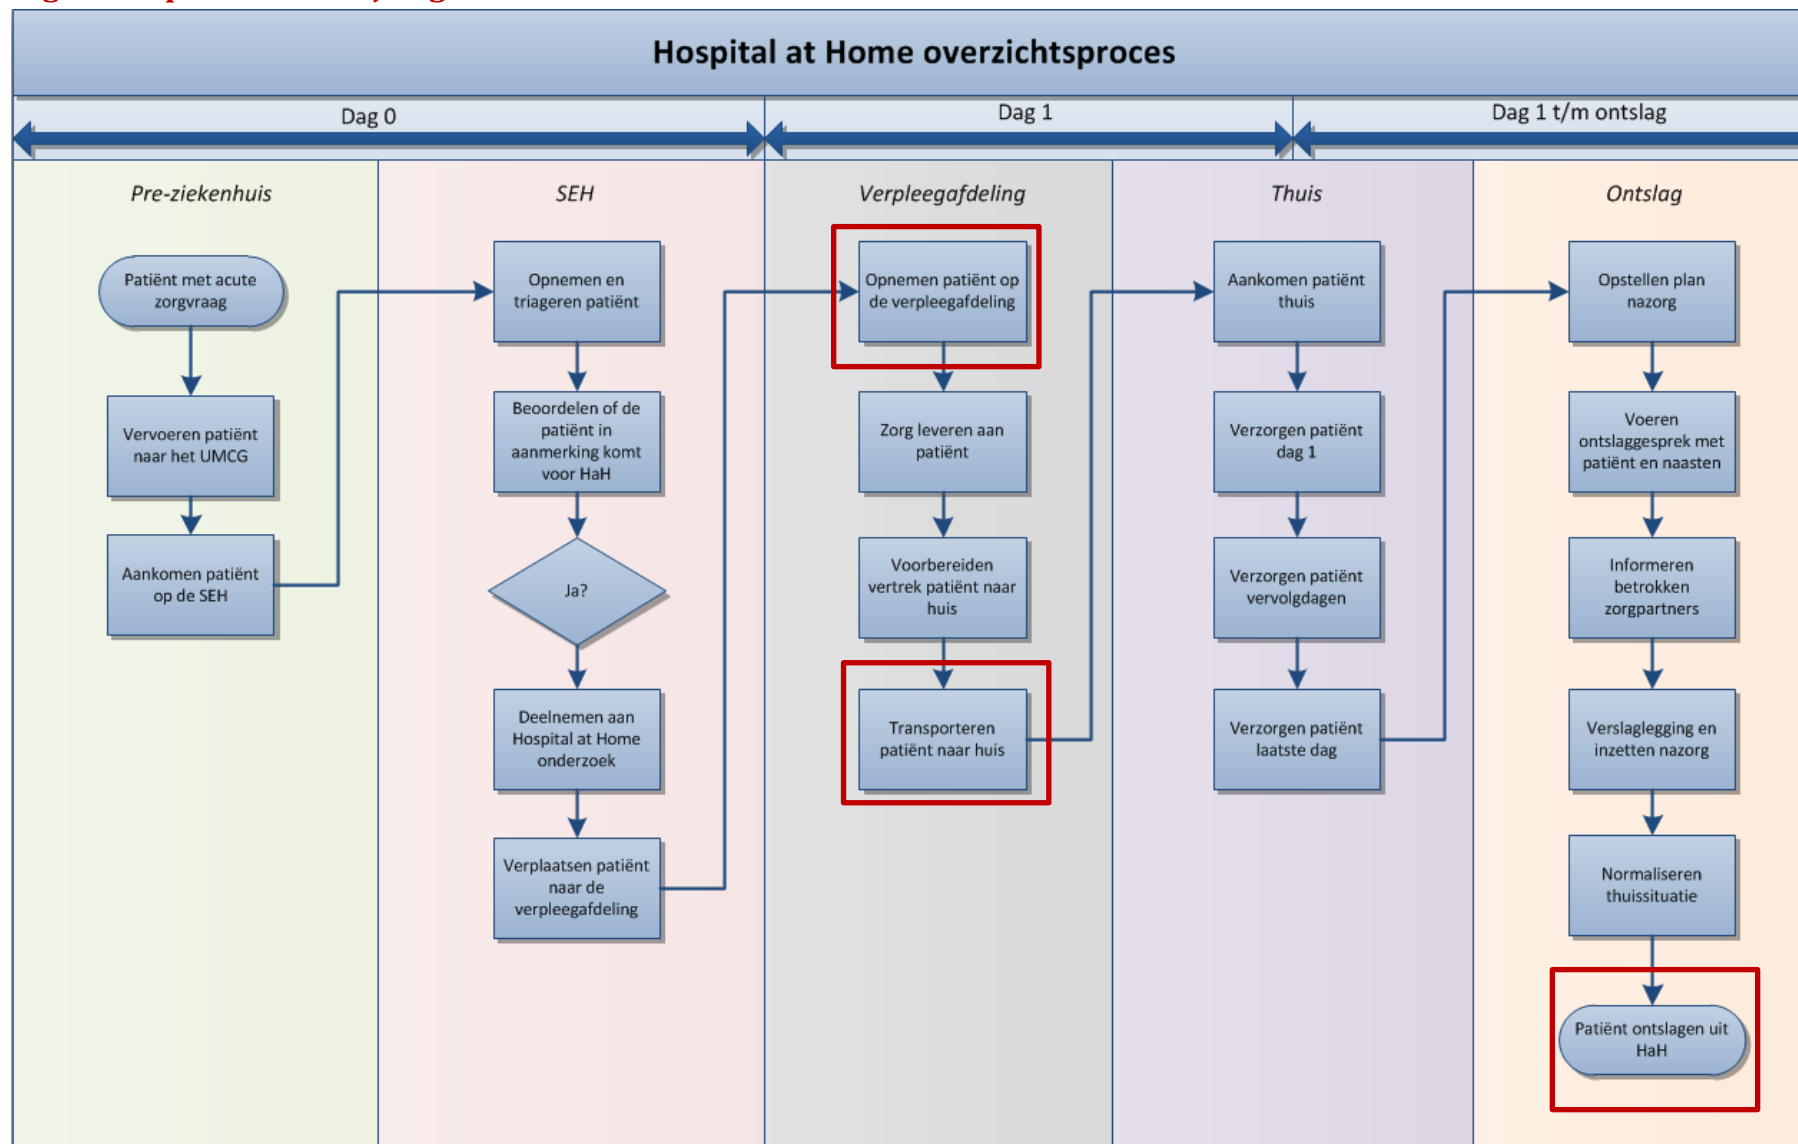 Hospital at Home overzichtsproces
Dag 0
Dag 1
Dag 1 t/m ontslag
Pre-ziekenhuis
Patiënt met acute
zorgvraag
Vervoeren patiënt
naar het UMCG
Aankomen patiënt
op de SEH
SEH
Opnemen en
triageren patiënt
Beoordelen of de
patiënt in
aanmerking komt
voor HaH
Ja?
Deelnemen aan
Hospital at Home
onderzoek
Verplaatsen patiënt
naar de
verpleegafdeling
Verpleegafdeling
Opnemen patiënt op
de verpleegafdeling
Zorg leveren aan
patiënt
Voorbereiden
vertrek patiënt naar
huis
Transporteren
patiënt naar huis
Thuis
Aankomen patiënt
thuis
Verzorgen patiënt
dag 1
Verzorgen patiënt
vervolgdagen
Verzorgen patiënt
laatste dag
Ontslag
Opstellen plan
nazorg
Voeren
ontslaggesprek met
patiënt en naasten
Informeren
betrokken
zorgpartners
Verslaglegging en
inzetten nazorg
Normaliseren
thuissituatie
Patiënt ontslagen uit
HaH